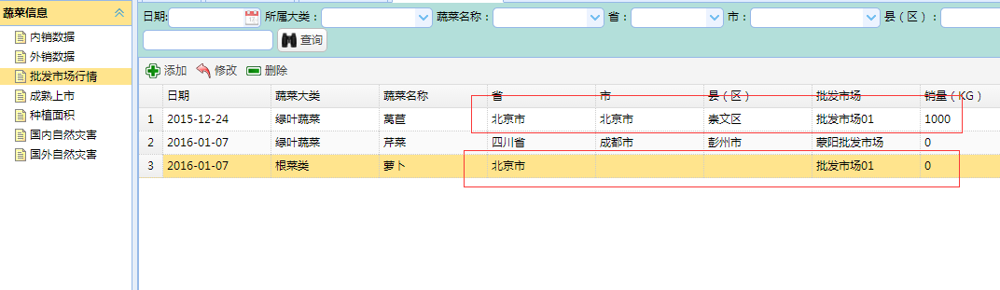 蔬菜信息
内销数据
外销数据
批发市场行情
成熟上市
种植面积
国内自然灾害
国外自然灾害
日期: 所属大类： 蔬菜名称： 省： 市： 县（区）：
查询
添加 修改 删除
日期 蔬菜大类 蔬菜名称 省 市 县（区） 批发市场 销量（KG）
1 2015-12-24 绿叶蔬菜 莴苣 北京市 北京市 崇文区 批发市场01 1000
2 2016-01-07 绿叶蔬菜 芹菜 四川省 成都市 彭州市 蒙阳批发市场 0
3 2016-01-07 根菜类 萝卜 北京市 批发市场01 0